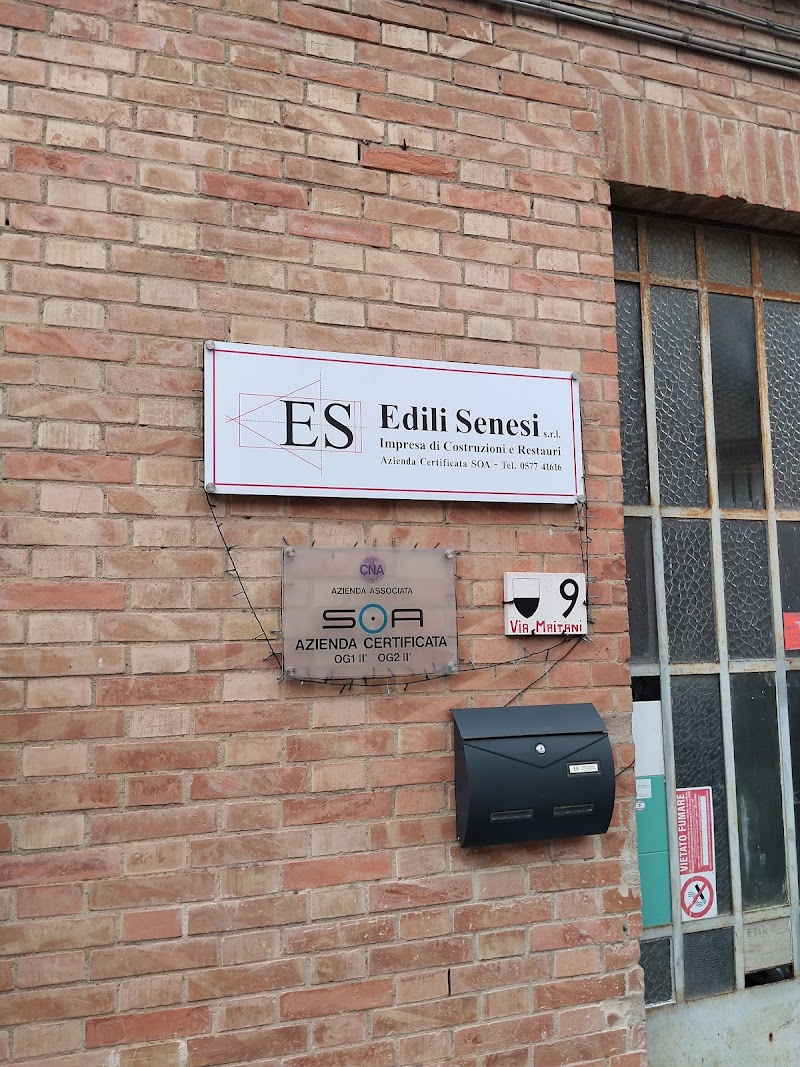 ES
Edili Senesi s.r.l.
Impresa di Costruzioni e Restauri
Azienda Certificata SOA - Tel. 0577 41616
CNA
AZIENDA ASSOCIATA
SOA
AZIENDA CERTIFICATA
OG1 II° OG2 II°
9
VIA MAITANI
VIETATO FUMARE